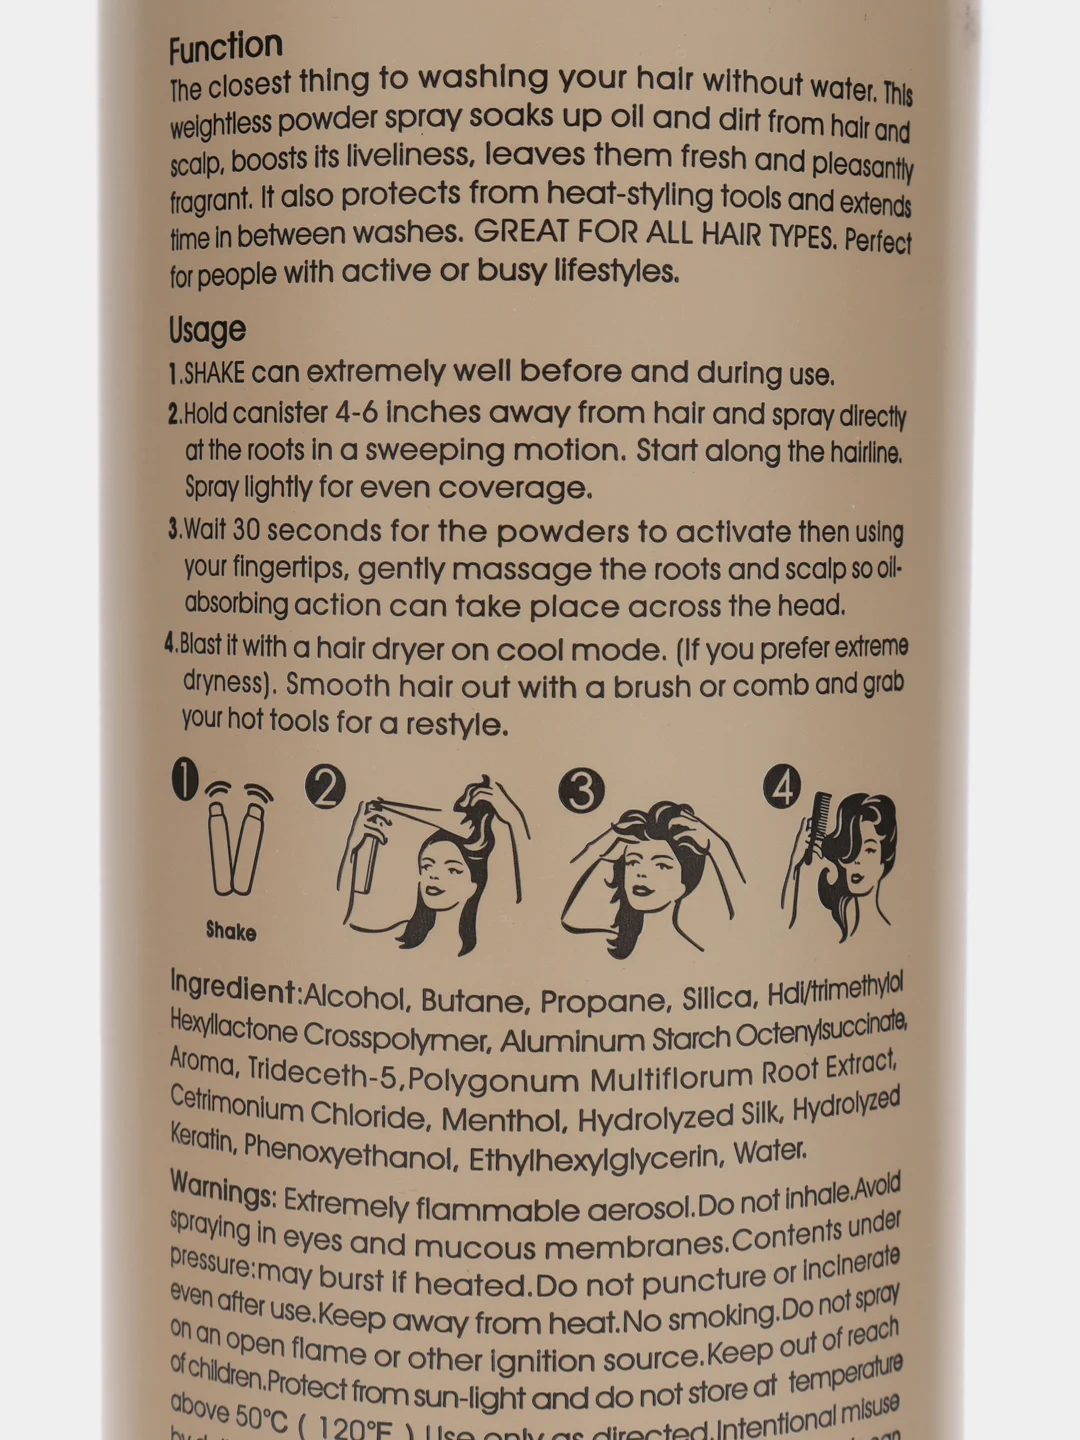 Function
The closest thing to washing your hair without water. This
weightless powder spray soaks up oil and dirt from hair and
scalp, boosts its liveliness, leaves them fresh and pleasantly
fragrant. It also protects from heat-styling tools and extends
time in between washes. GREAT FOR ALL HAIR TYPES. Perfect
for people with active or busy lifestyles.
Usage
1.SHAKE can extremely well before and during use.
2.Hold canister 4-6 inches away from hair and spray directly
at the roots in a sweeping motion. Start along the hairline.
Spray lightly for even coverage.
3.Wait 30 seconds for the powders to activate then using
your fingertips, gently massage the roots and scalp so oil-
absorbing action can take place across the head.
4.Blast it with a hair dryer on cool mode. (If you prefer extreme
dryness). Smooth hair out with a brush or comb and grab
your hot tools for a restyle.
1 2 3 4
Shake
Ingredient:Alcohol, Butane, Propane, Silica, Hdi/trimethylol
Hexyllactone Crosspolymer, Aluminum Starch Octenylsuccinate,
Aroma, Trideceth-5,Polygonum Multiflorum Root Extract,
Cetrimonium Chloride, Menthol, Hydrolyzed Silk, Hydrolyzed
Keratin, Phenoxyethanol, Ethylhexylglycerin, Water.
Warnings: Extremely flammable aerosol.Do not inhale.Avoid
spraying in eyes and mucous membranes.Contents under
pressure:may burst if heated.Do not puncture or incinerate
even after use.Keep away from heat.No smoking.Do not spray
on an open flame or other ignition source.Keep out of reach
of children.Protect from sun-light and do not store at temperature
above 50°C ( 120°F ) Use only as directed.Intentional misuse